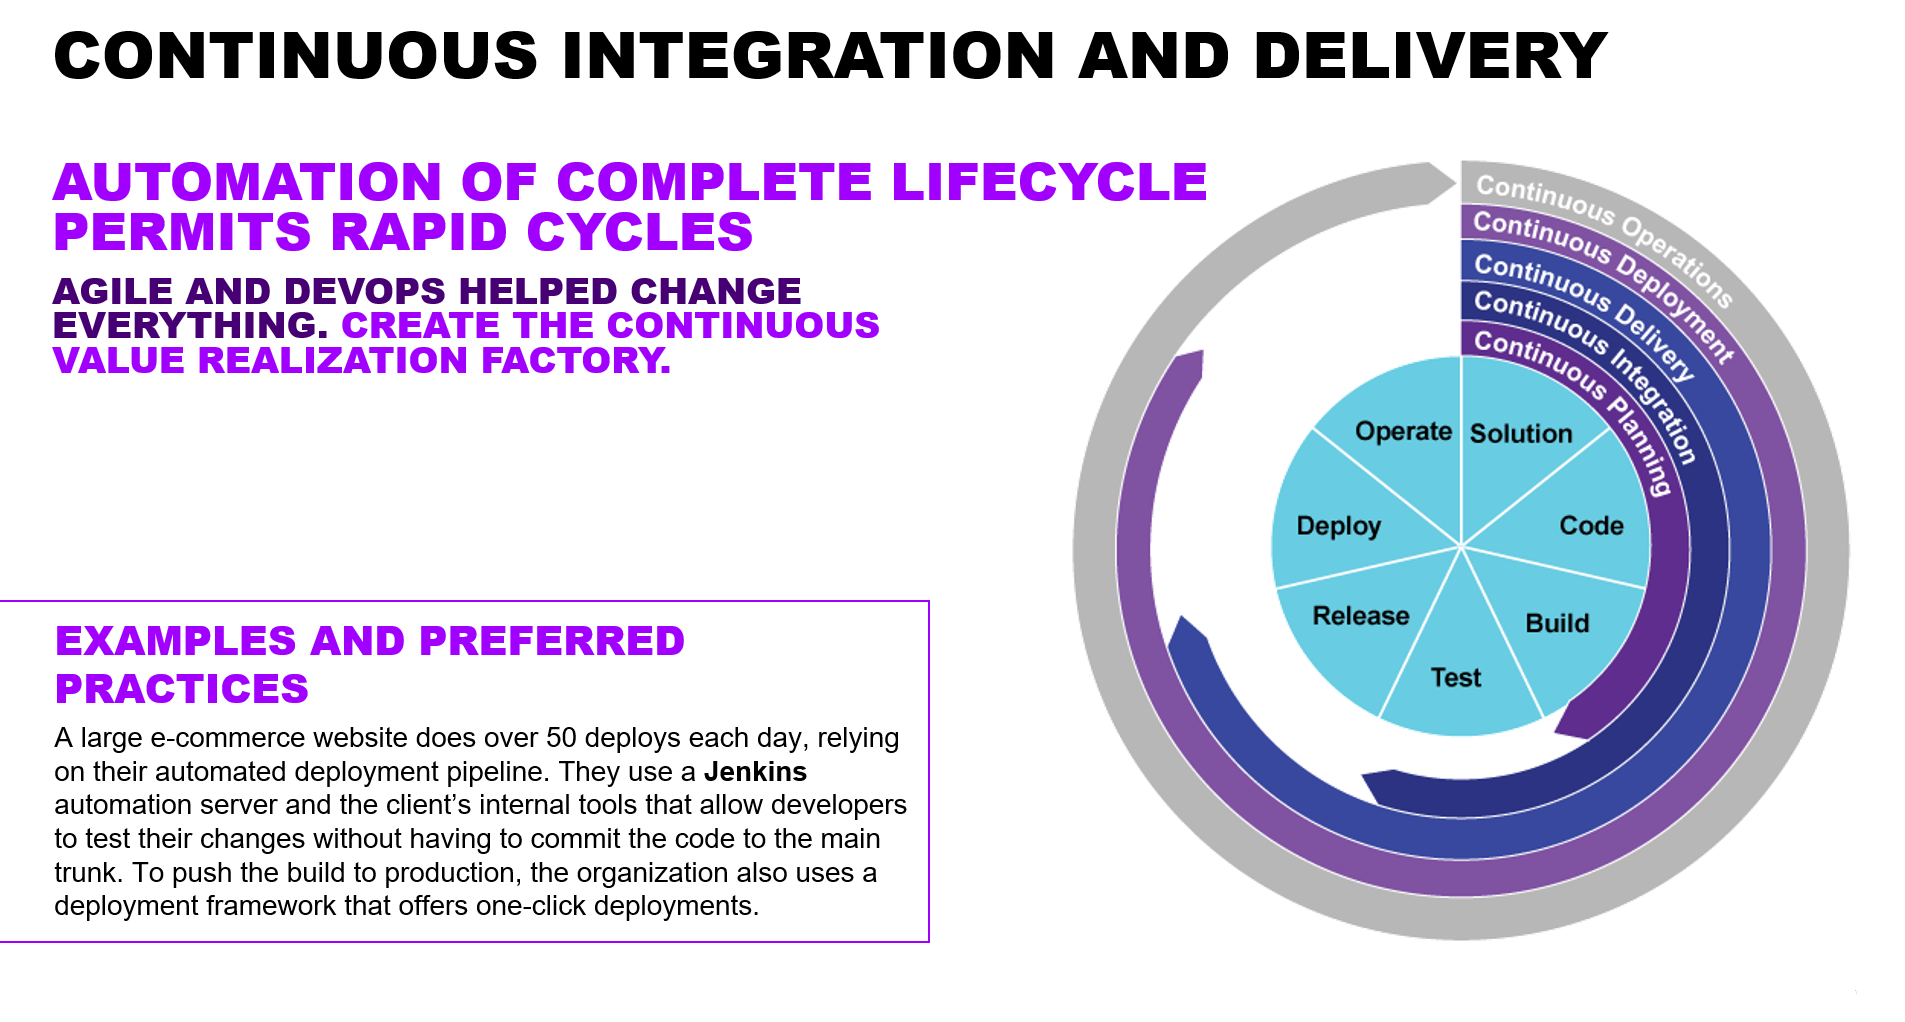 CONTINUOUS INTEGRATION AND DELIVERY
AUTOMATION OF COMPLETE LIFECYCLE
PERMITS RAPID CYCLES
AGILE AND DEVOPS HELPED CHANGE
EVERYTHING. CREATE THE CONTINUOUS
VALUE REALIZATION FACTORY.
EXAMPLES AND PREFERRED
PRACTICES
A large e-commerce website does over 50 deploys each day, relying
on their automated deployment pipeline. They use a Jenkins
automation server and the client’s internal tools that allow developers
to test their changes without having to commit the code to the main
trunk. To push the build to production, the organization also uses a
deployment framework that offers one-click deployments.
Continuous Operations
Continuous Deployment
Continuous Delivery
Continuous Integration
Continuous Planning
Solution
Code
Build
Test
Release
Deploy
Operate